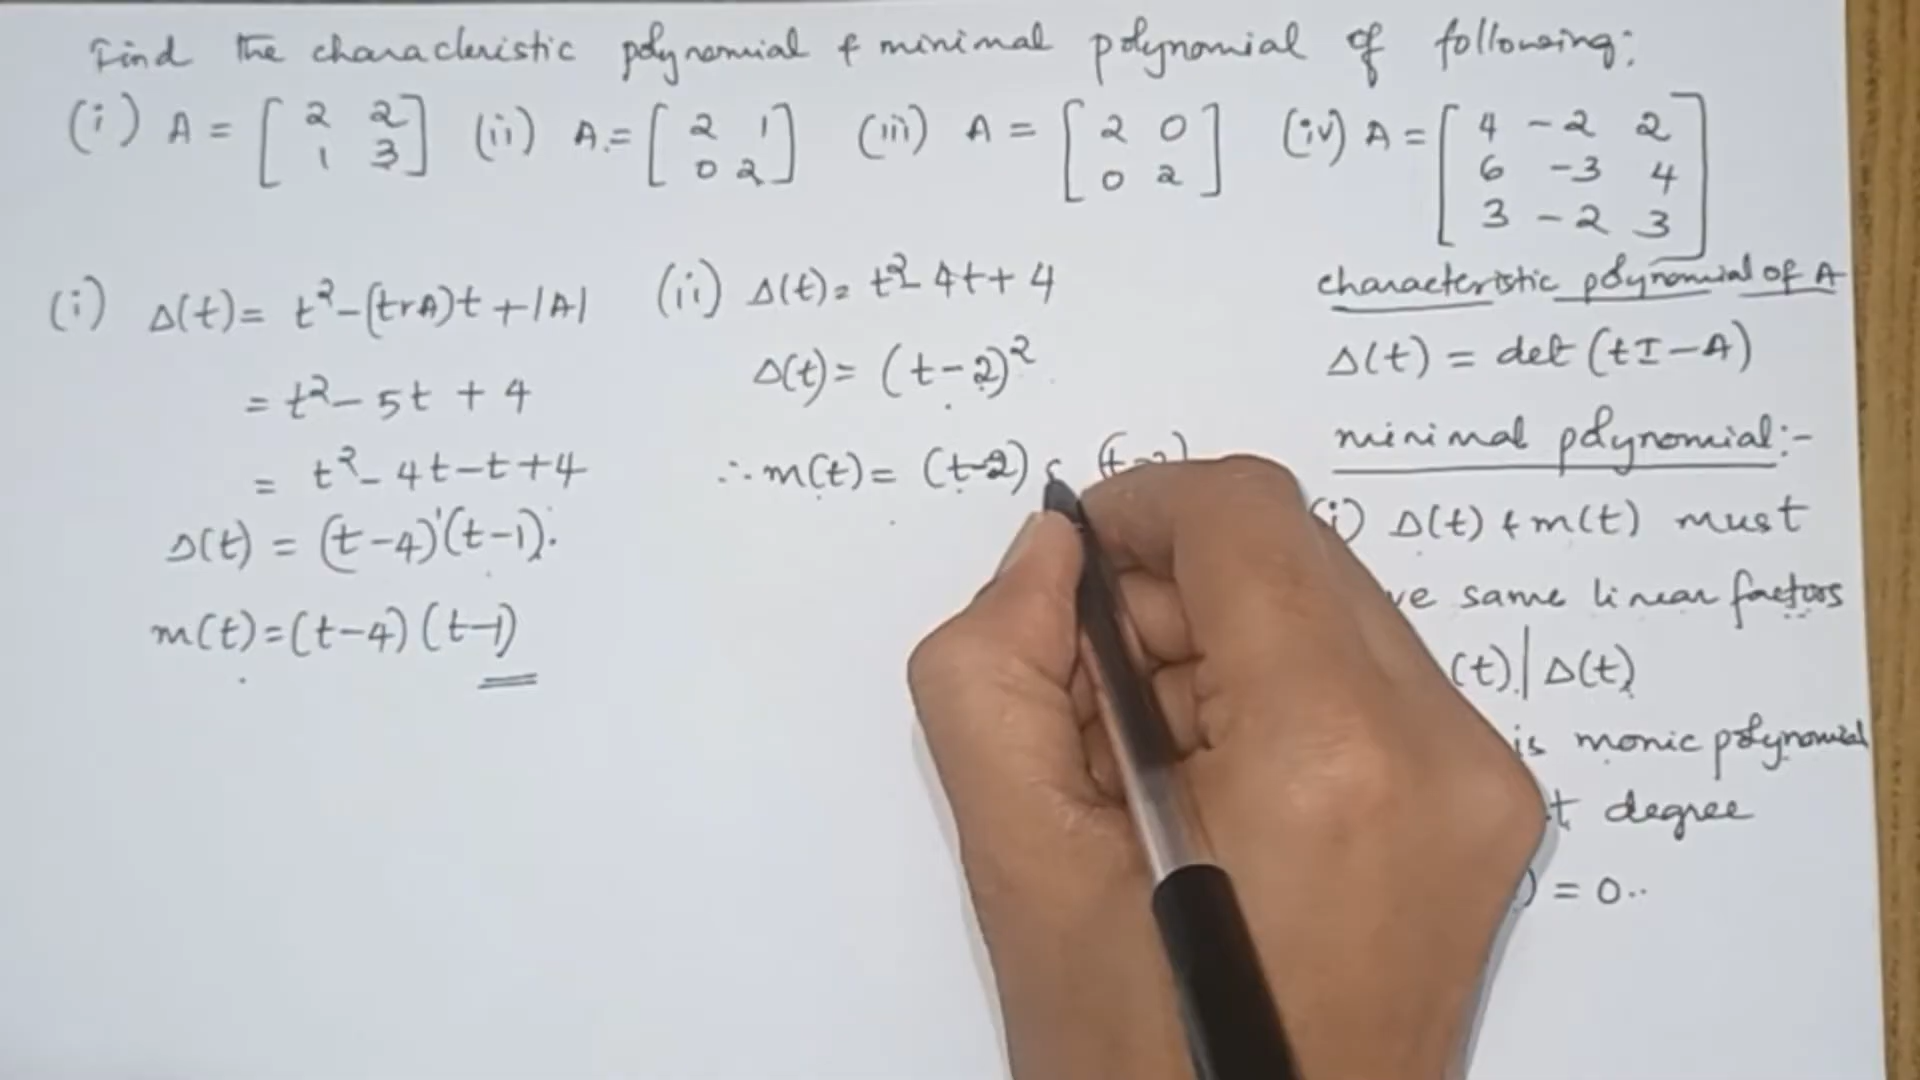 Find the characteristic polynomial & minimal polynomial of following:
(i) A = [2 2; 1 3] (ii) A = [2 1; 0 2] (iii) A = [2 0; 0 2] (iv) A = [4 -2 2; 6 -3 4; 3 -2 3]
(i) Δ(t) = t² - (trA)t + |A|
= t² - 5t + 4
= t² - 4t - t + 4
Δ(t) = (t-4)'(t-1).
m(t) = (t-4)(t-1)
(ii) Δ(t) = t² 4t + 4
Δ(t) = (t-2)²
∴ m(t) = (t-2) (t-2)
characteristic polynomial of A
Δ(t) = det (tI - A)
minimal polynomial:-
(i) Δ(t) & m(t) must
ve same linear factors
(t) | Δ(t)
is monic polynomial
t degree
) = 0..